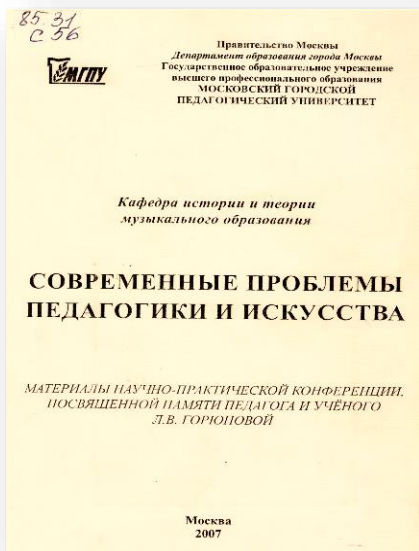 85.31
С 56
МГПУ
Правительство Москвы
Департамент образования города Москвы
Государственное образовательное учреждение
высшего профессионального образования
МОСКОВСКИЙ ГОРОДСКОЙ
ПЕДАГОГИЧЕСКИЙ УНИВЕРСИТЕТ
Кафедра истории и теории
музыкального образования
СОВРЕМЕННЫЕ ПРОБЛЕМЫ
ПЕДАГОГИКИ И ИСКУССТВА
МАТЕРИАЛЫ НАУЧНО-ПРАКТИЧЕСКОЙ КОНФЕРЕНЦИИ,
ПОСВЯЩЕННОЙ ПАМЯТИ ПЕДАГОГА И УЧЁНОГО
Л.В. ГОРЮНОВОЙ
Москва
2007